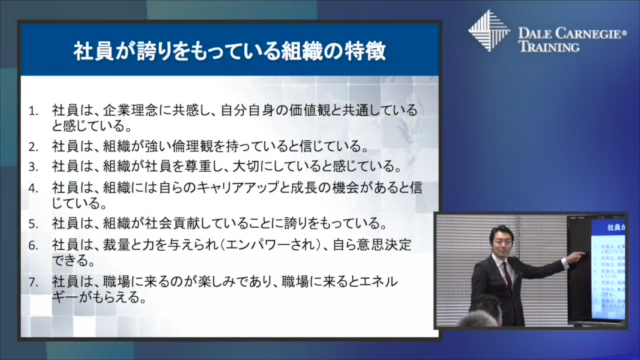 社員が誇りをもっている組織の特徴
DALE CARNEGIE®
TRAINING
1. 社員は、企業理念に共感し、自分自身の価値観と共通している
と感じている。
2. 社員は、組織が強い倫理観を持っていると信じている。
3. 社員は、組織が社員を尊重し、大切にしていると感じている。
4. 社員は、組織には自らのキャリアアップと成長の機会があると信
じている。
5. 社員は、組織が社会貢献していることに誇りをもっている。
6. 社員は、裁量と力を与えられ(エンパワーされ)、自ら意思決定
できる。
7. 社員は、職場に来るのが楽しみであり、職場に来るとエネル
ギーがもらえる。
社員が